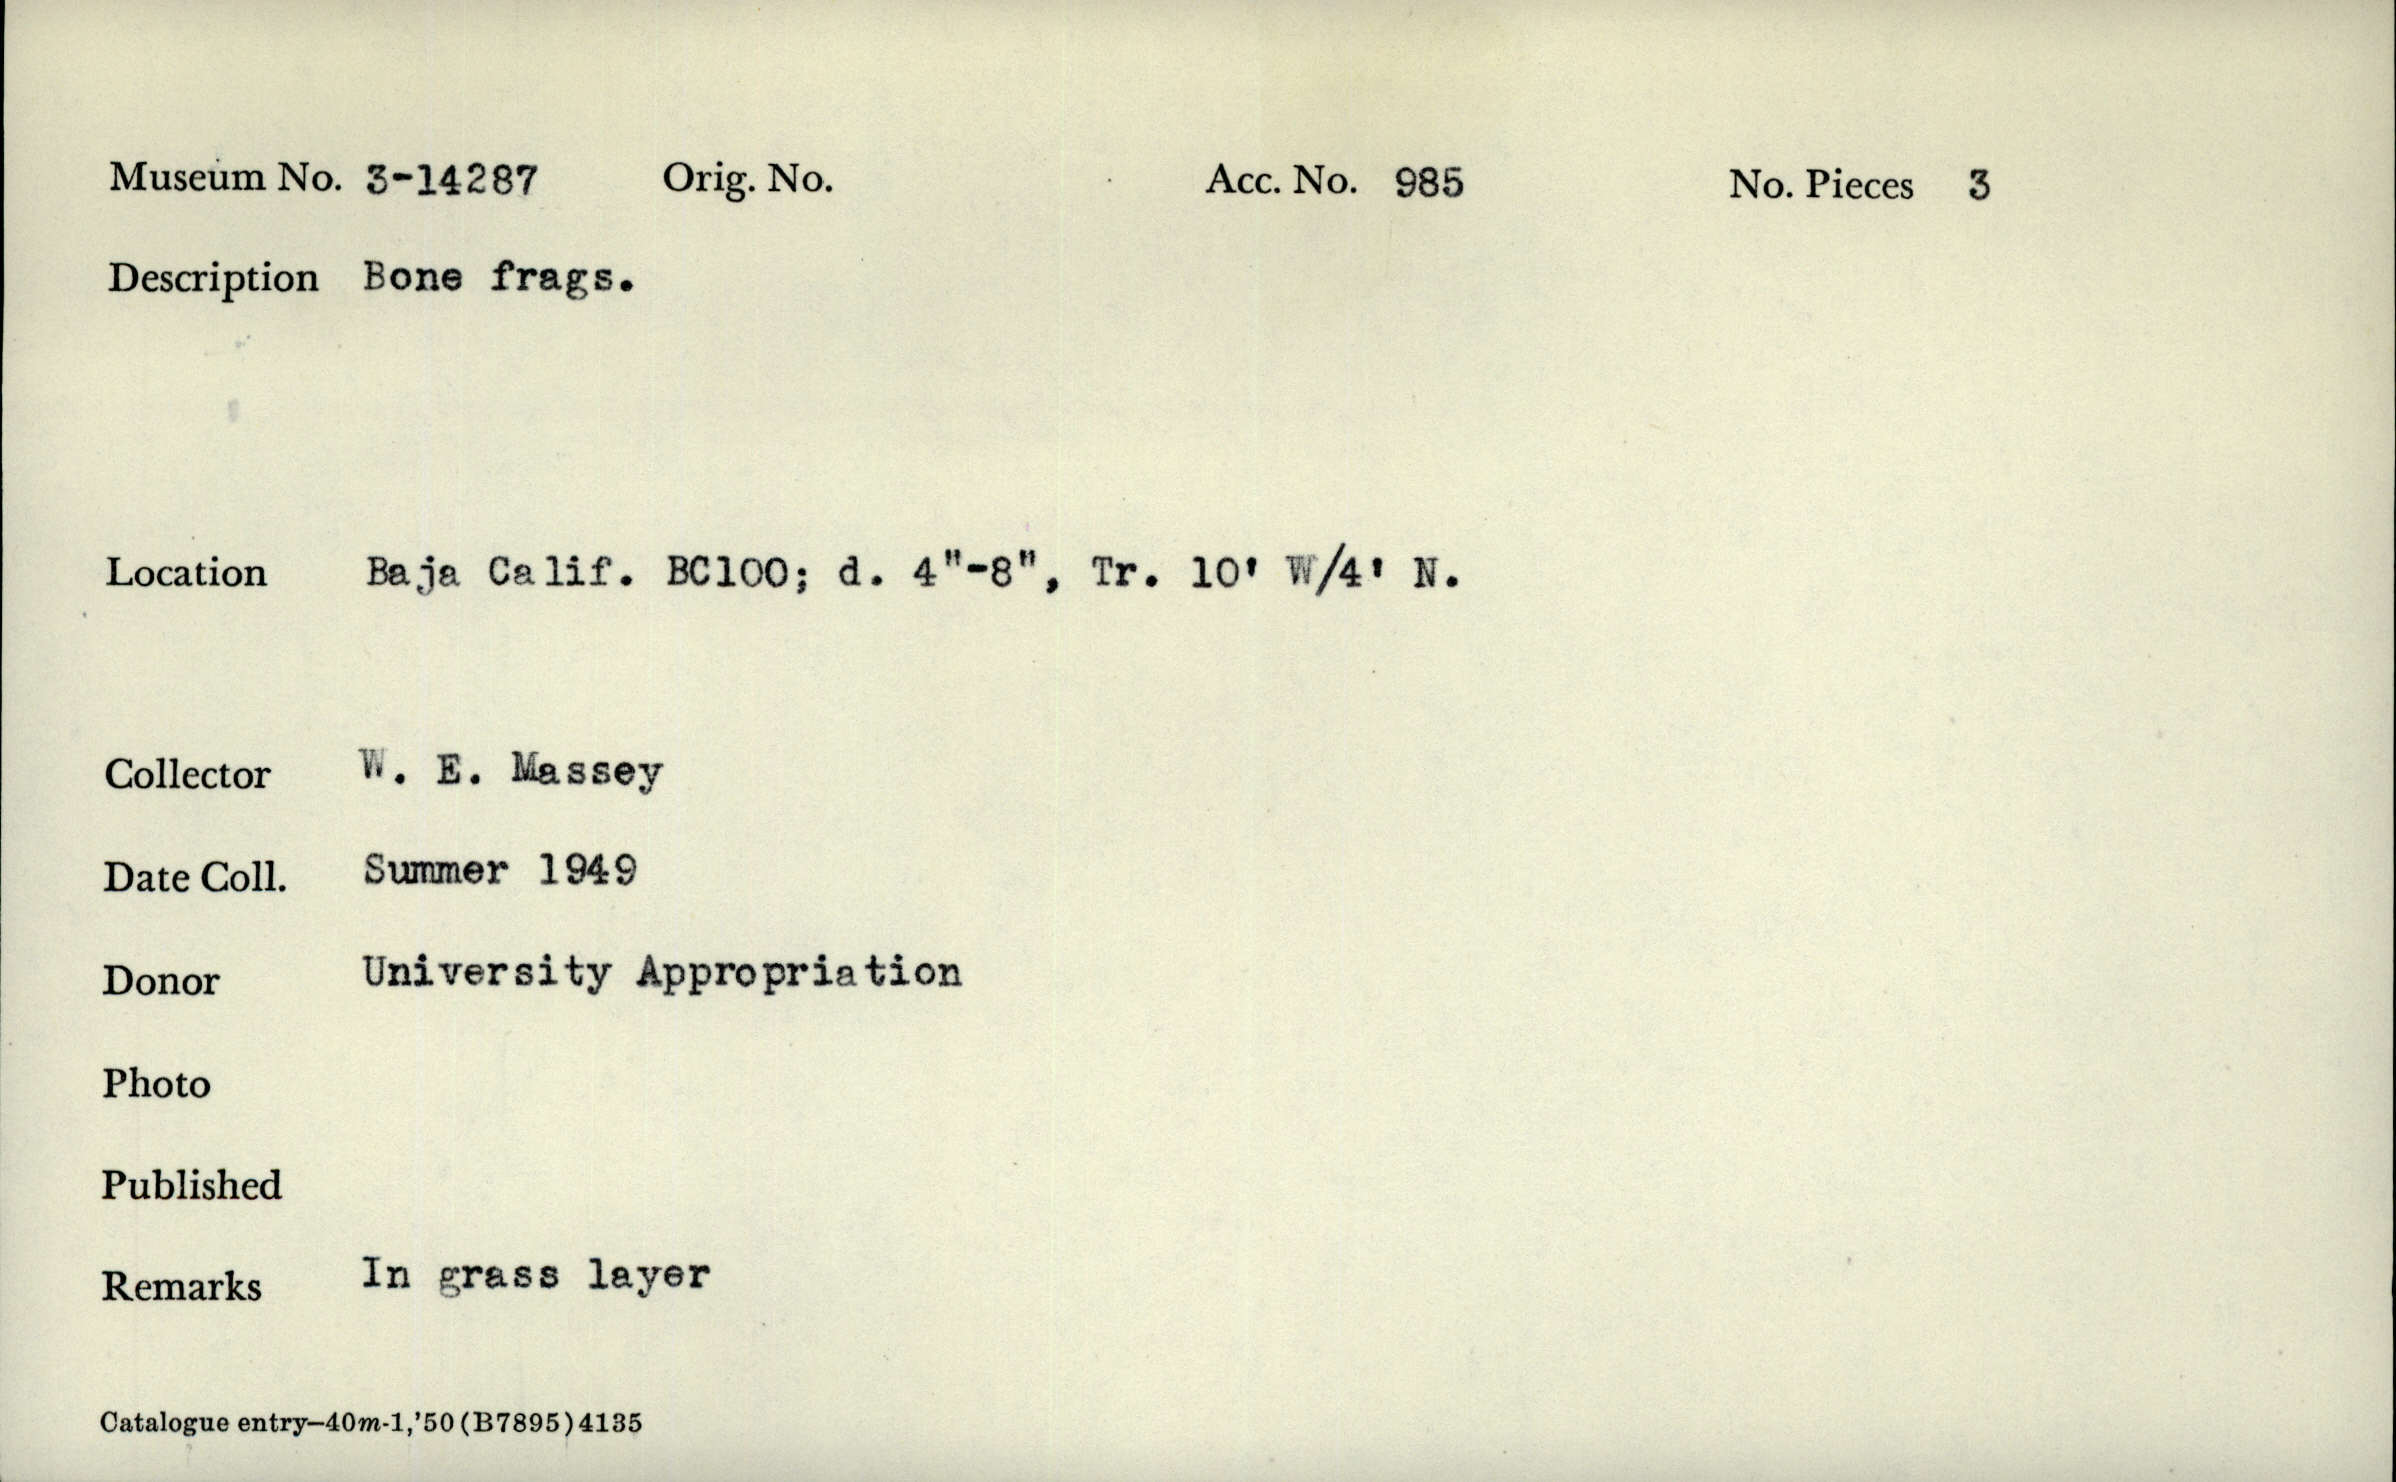 Museum No. 3-14287 Orig. No. Acc. No. 985 No. Pieces 3
Description Bone frags.
Location Baja Calif. BC100; d. 4"-8", Tr. 10' W/4' N.
Collector W. E. Massey
Date Coll. Summer 1949
Donor University Appropriation
Photo
Published
Remarks In grass layer
Catalogue entry—40m-1,'50(B7895)4135